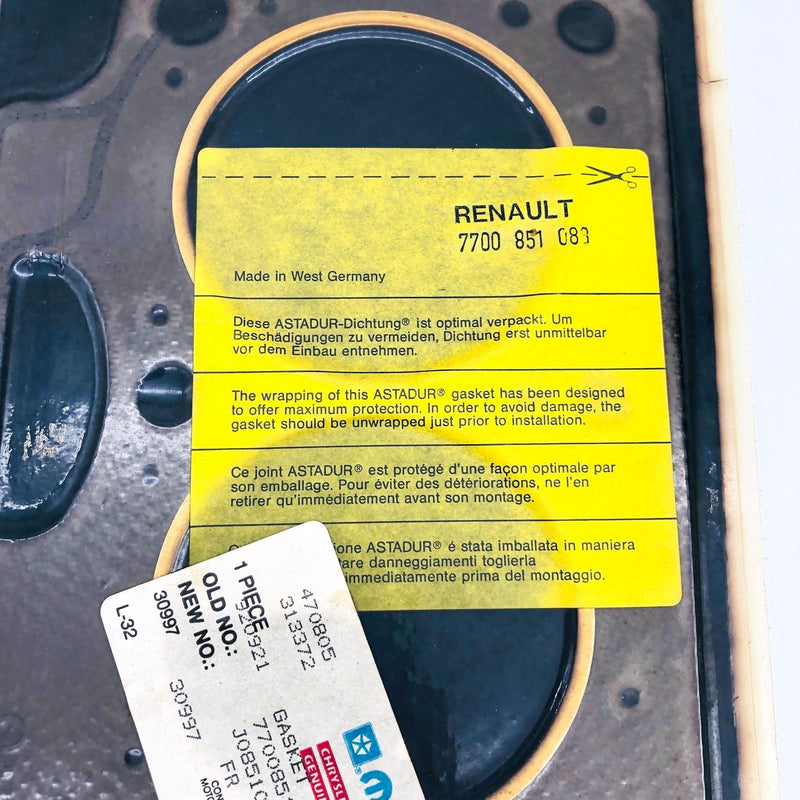 RENAULT
7700 851 083
Made in West Germany
Diese ASTADUR-Dichtung® ist optimal verpackt. Um
Beschädigungen zu vermeiden, Dichtung erst unmittelbar
vor dem Einbau entnehmen.
The wrapping of this ASTADUR® gasket has been designed
to offer maximum protection. In order to avoid damage, the
gasket should be unwrapped just prior to installation.
Ce joint ASTADUR® est protégé d'une façon optimale par
son emballage. Pour éviter des détériorations, ne l'en
retirer qu'immédiatement avant son montage.
ASTADUR® é stata imballata in maniera
danneggiamenti toglierla
immediatamente prima del montaggio.
470805
313372
1 PIECE
920921
OLD NO.:
NEW NO.:
30997
L-32
30997
GASKET
FR
CHRYSLER